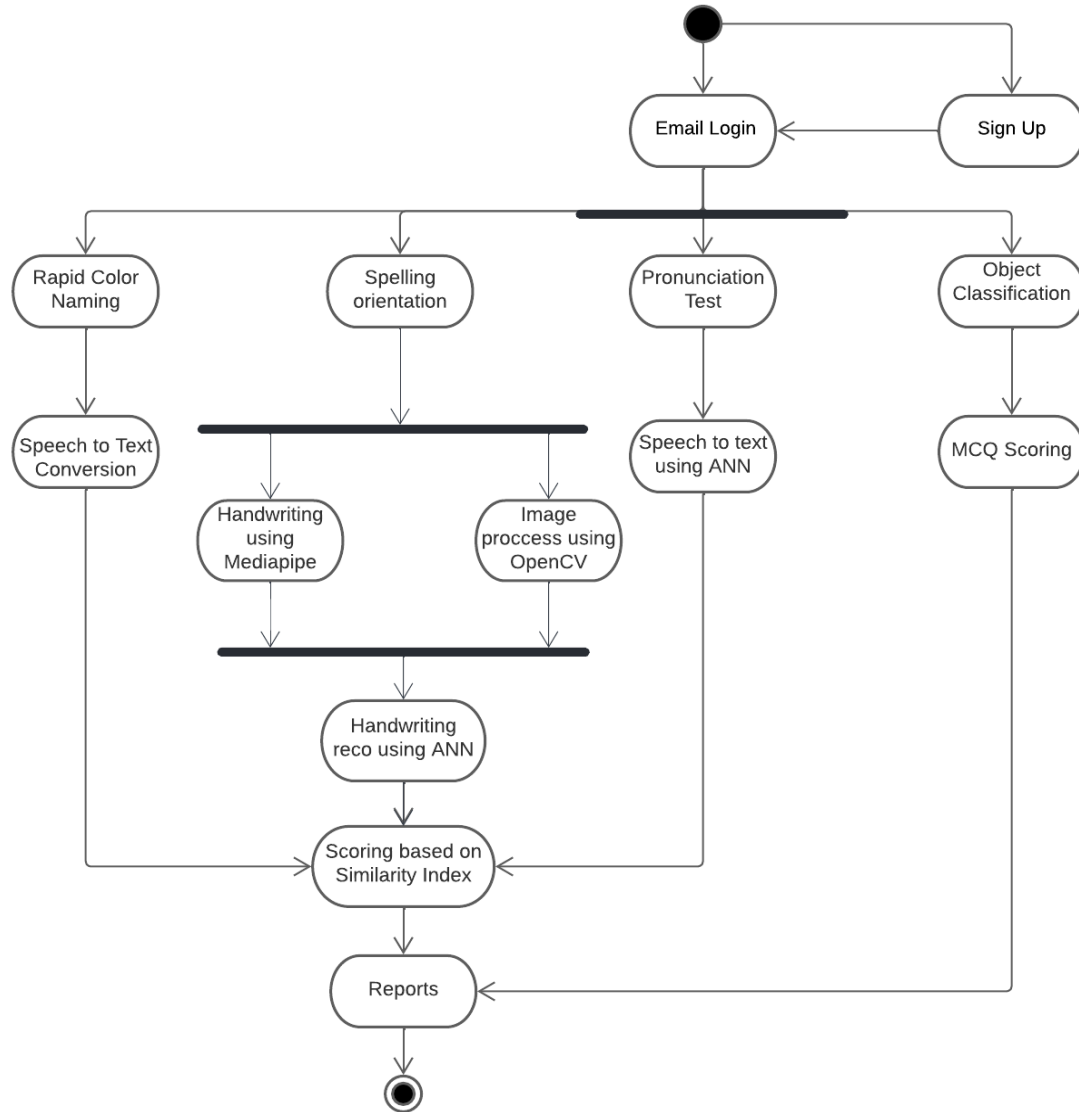 Email Login
Sign Up
Rapid Color
Naming
Spelling
orientation
Pronunciation
Test
Object
Classification
Speech to Text
Conversion
Speech to text
using ANN
MCQ Scoring
Handwriting
using
Mediapipe
Image
proccess using
OpenCV
Handwriting
reco using ANN
Scoring based on
Similarity Index
Reports